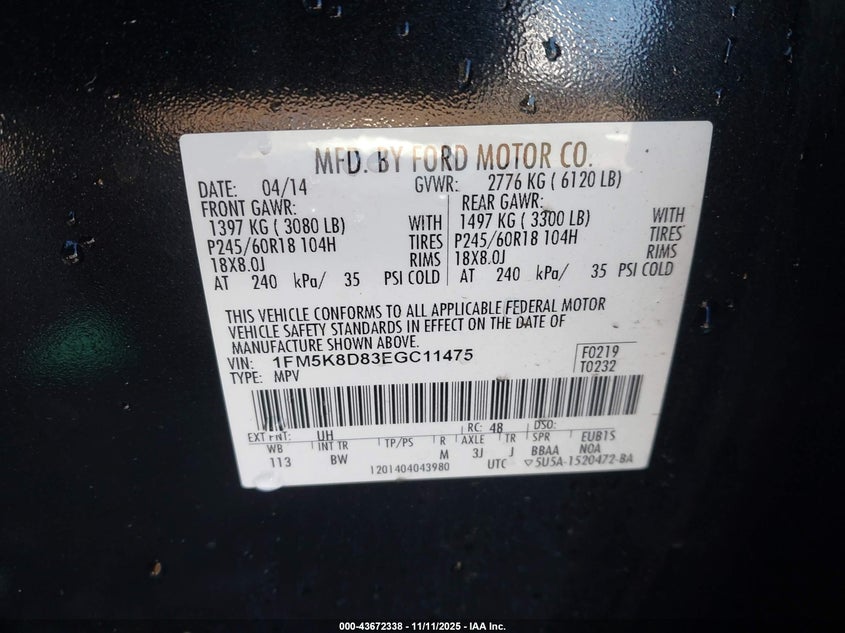 MFD. BY FORD MOTOR CO.
DATE: 04/14 GVWR: 2776 KG ( 6120 LB)
FRONT GAWR: REAR GAWR:
1397 KG ( 3080 LB) WITH 1497 KG ( 3300 LB) WITH
P245/60R18 104H TIRES P245/60R18 104H TIRES
18X8.0J RIMS 18X8.0J RIMS
AT 240 kPa/ 35 PSI COLD AT 240 kPa/ 35 PSI COLD
THIS VEHICLE CONFORMS TO ALL APPLICABLE FEDERAL MOTOR
VEHICLE SAFETY STANDARDS IN EFFECT ON THE DATE OF
MANUFACTURE SHOWN ABOVE.
VIN: 1FM5K8D83EGC11475 F0219
TYPE: MPV T0232
EXT PNT: UH RC: 48 DSO:
WB INT TR TP/PS R AXLE TR SPR EUB1S
113 BW M 3J J BBAA NOA
1201404043980 UTC ▽5U5A-1520472-BA
000-43672338 - 11/11/2025 - IAA Inc.